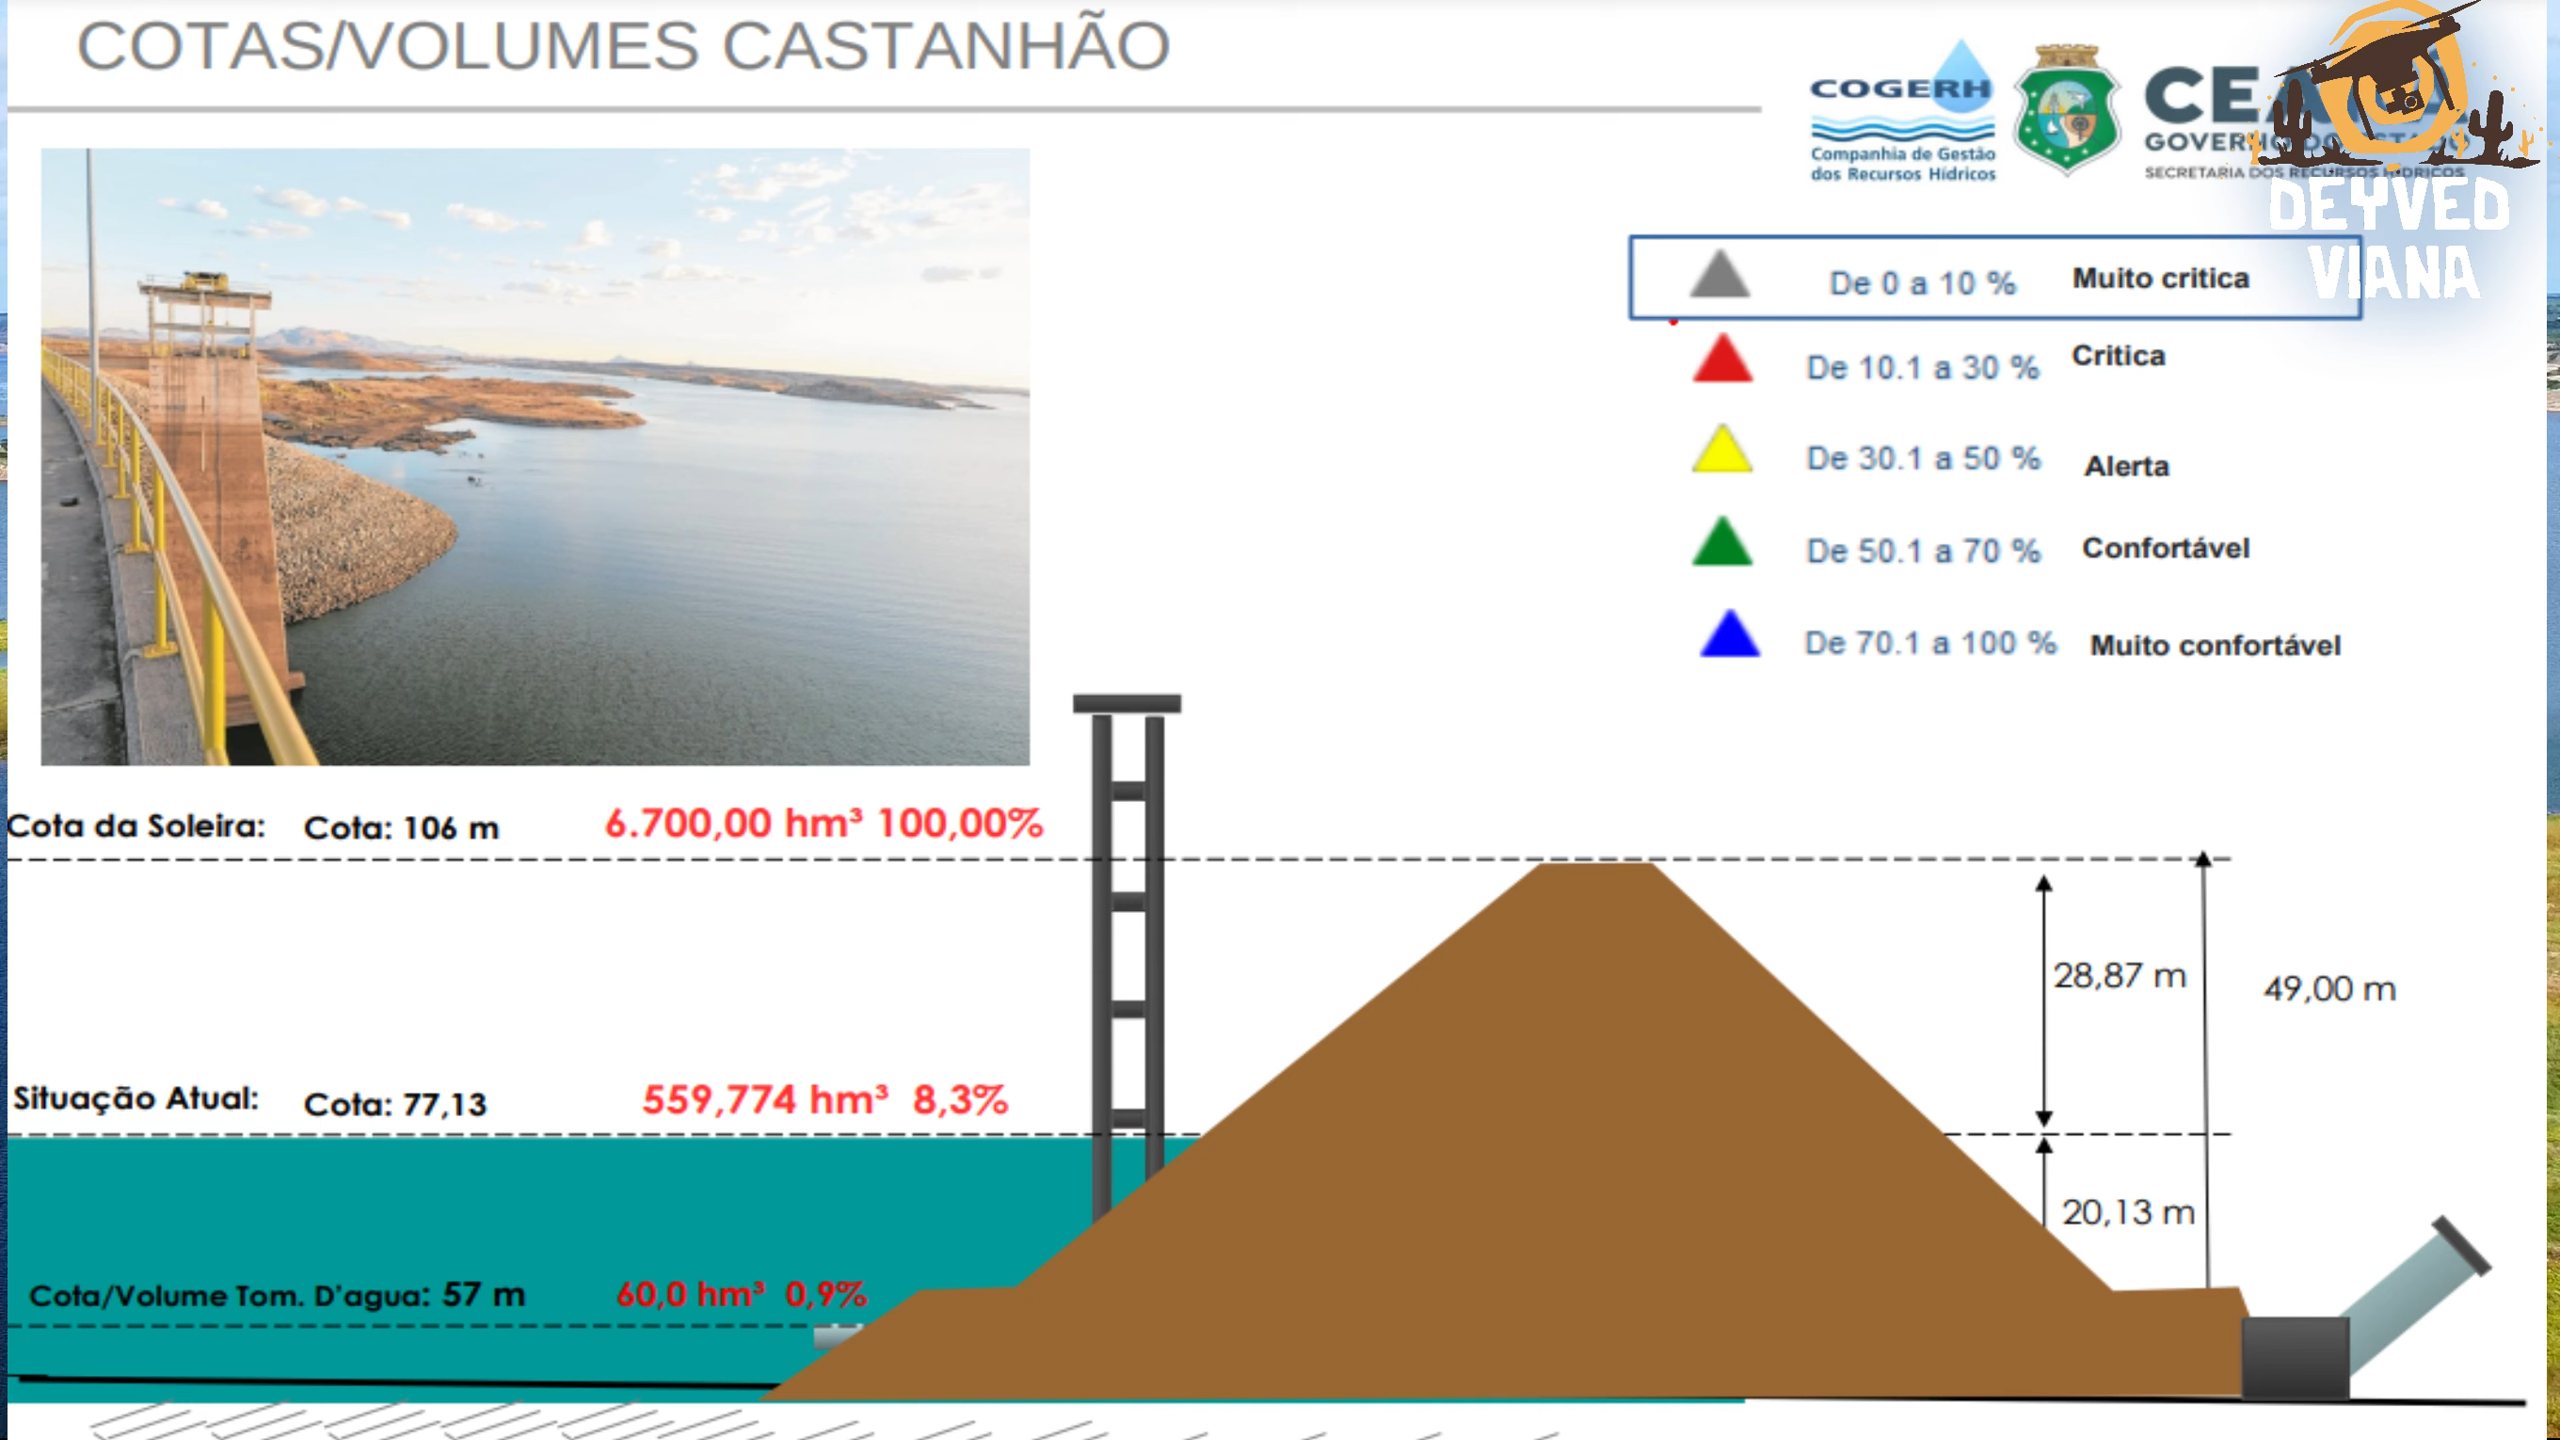 COTAS/VOLUMES CASTANHÃO
COGERH
Companhia de Gestão
dos Recursos Hídricos
GOVERNO DO ESTADO
SECRETARIA DOS RECURSOS HÍDRICOS
DEYVED
VIANA
De 0 a 10 % Muito critica
De 10.1 a 30 % Critica
De 30.1 a 50 % Alerta
De 50.1 a 70 % Confortável
De 70.1 a 100 % Muito confortável
Cota da Soleira: Cota: 106 m 6.700,00 hm³ 100,00%
28,87 m
49,00 m
Situação Atual: Cota: 77,13 559,774 hm³ 8,3%
20,13 m
Cota/Volume Tom. D'agua: 57 m 60,0 hm³ 0,9%